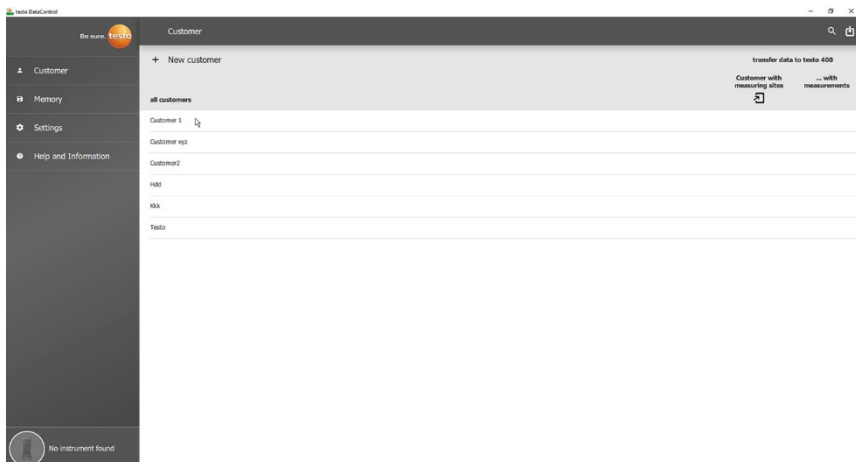 testo DataControl
Be sure. testo
Customer
Customer
Memory
Settings
Help and Information
+ New customer
transfer data to testo 400
Customer with measuring sites
... with measurements
all customers
Customer 1
Customer xyz
Customer2
Hdd
Kkk
Testo
No instrument found